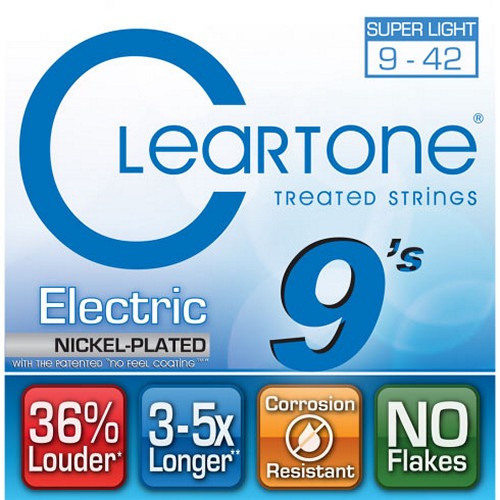 SUPER LIGHT
9 - 42
CLEARTONE®
TREATED STRINGS
9's
Electric
NICKEL-PLATED
WITH THE PATENTED "NO FEEL COATING"™
36%
Louder*
3-5x
Longer**
Corrosion
Resistant
NO
Flakes